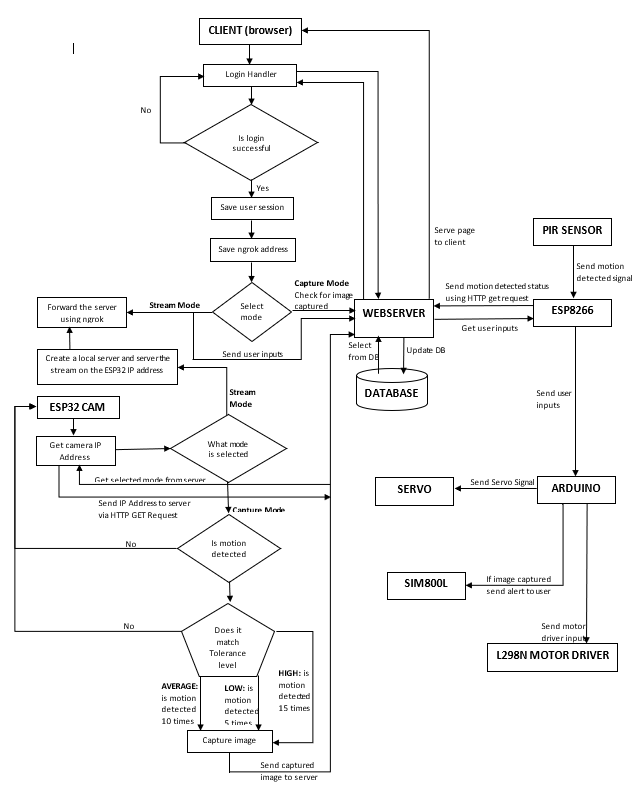 CLIENT (browser)
Login Handler
No
Is login
successful
Yes
Save user session
Serve page
to client
PIR SENSOR
Save ngrok address
Send motion
detected signal
Capture Mode
Check for image
captured
Send motion detected status
using HTTP get request
Stream Mode
Select
mode
Forward the server
using ngrok
WEBSERVER
ESP8266
Get user inputs
Send user inputs
Select
from DB
Update DB
Create a local server and server the
stream on the ESP32 IP address
Stream
Mode
DATABASE
Send user
inputs
ESP32 CAM
What mode
is selected
Get camera IP
Address
Get selected mode from server
Send IP Address to server
via HTTP GET Request
Capture Mode
SERVO
Send Servo Signal
ARDUINO
No
Is motion
detected
SIM800L
If image captured
send alert to user
No
Does it
match
Tolerance
level
Send motor
driver input
L298N MOTOR DRIVER
AVERAGE:
is motion
detected
10 times
LOW: is
motion
detected
5 times
HIGH: is
motion
detected
15 times
Capture image
Send captured
image to server